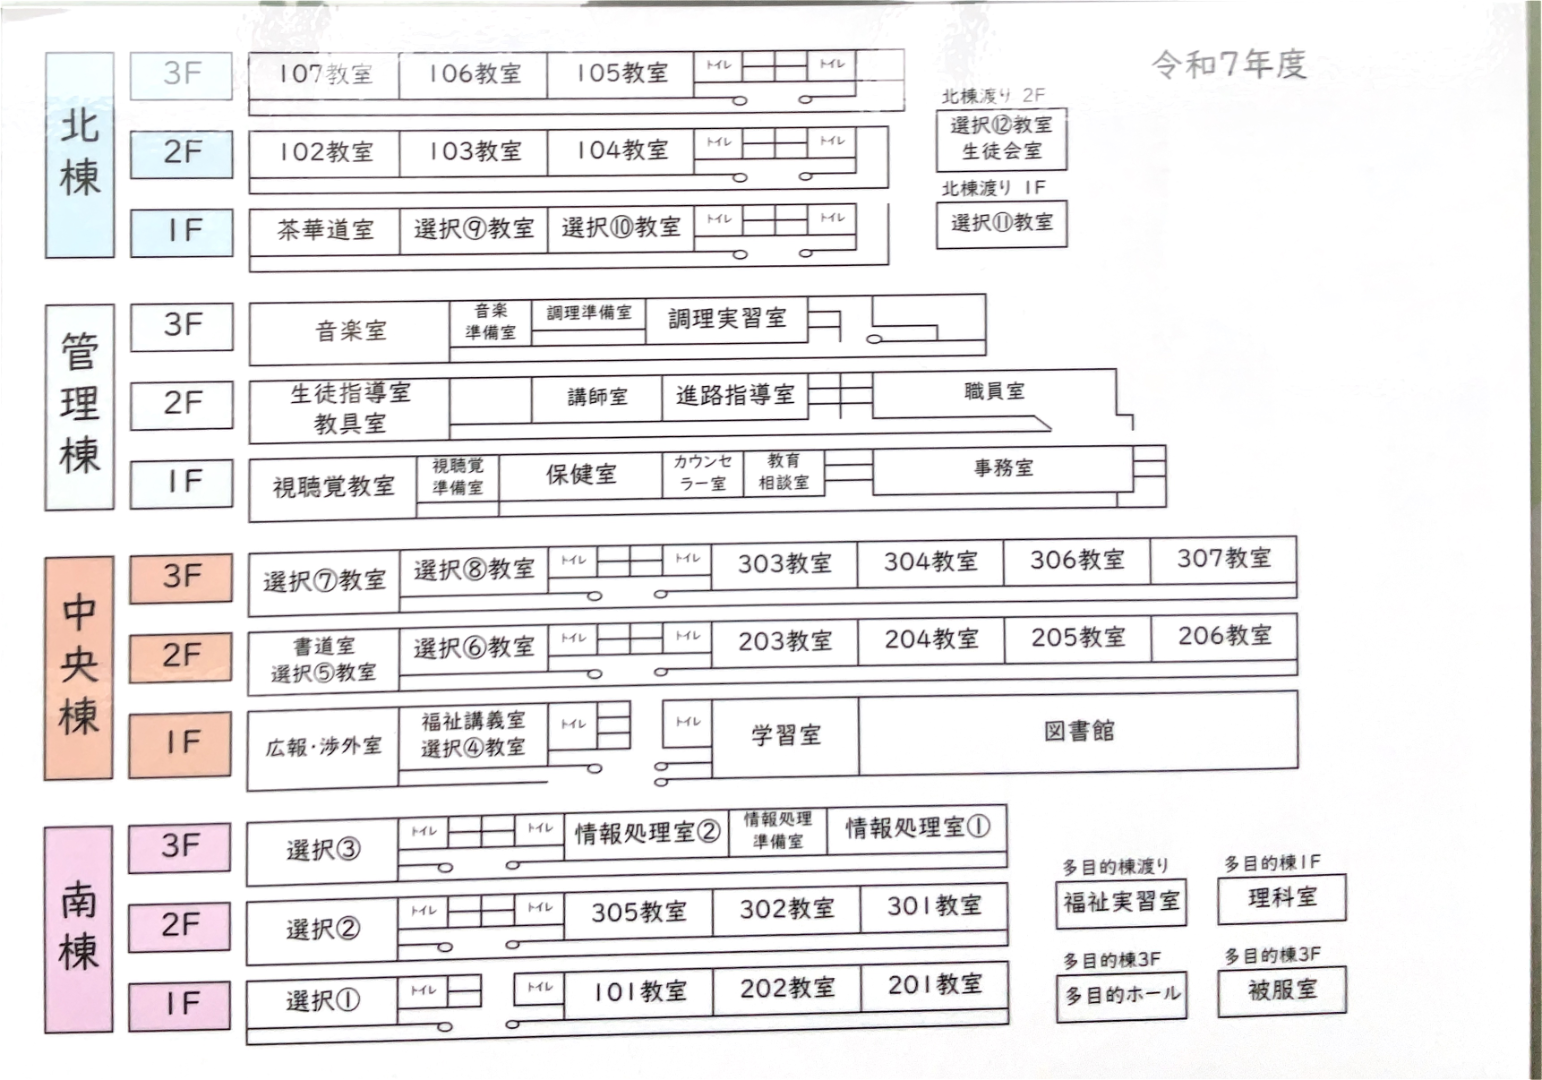 令和7年度
北棟
3F
107教室 106教室 105教室 トイレ トイレ
2F
102教室 103教室 104教室 トイレ トイレ
1F
茶華道室 選択⑨教室 選択⑩教室 トイレ トイレ
北棟渡り 2F
選択⑫教室
生徒会室
北棟渡り 1F
選択⑪教室
管理棟
3F
音楽室
音楽
準備室
調理準備室
調理実習室
2F
生徒指導室
教具室
講師室
進路指導室
職員室
1F
視聴覚教室
視聴覚
準備室
保健室
カウンセ
ラー室
教育
相談室
事務室
中央棟
3F
選択⑦教室 選択⑧教室 トイレ トイレ 303教室 304教室 306教室 307教室
2F
書道室
選択⑤教室
選択⑥教室 トイレ トイレ 203教室 204教室 205教室 206教室
1F
広報・渉外室
福祉講義室
選択④教室
トイレ トイレ 学習室 図書館
南棟
3F
選択③ トイレ トイレ 情報処理室②
情報処理
準備室
情報処理室①
2F
選択② トイレ トイレ 305教室 302教室 301教室
1F
選択① トイレ トイレ 101教室 202教室 201教室
多目的棟渡り
福祉実習室
多目的棟1F
理科室
多目的棟3F
多目的ホール
多目的棟3F
被服室